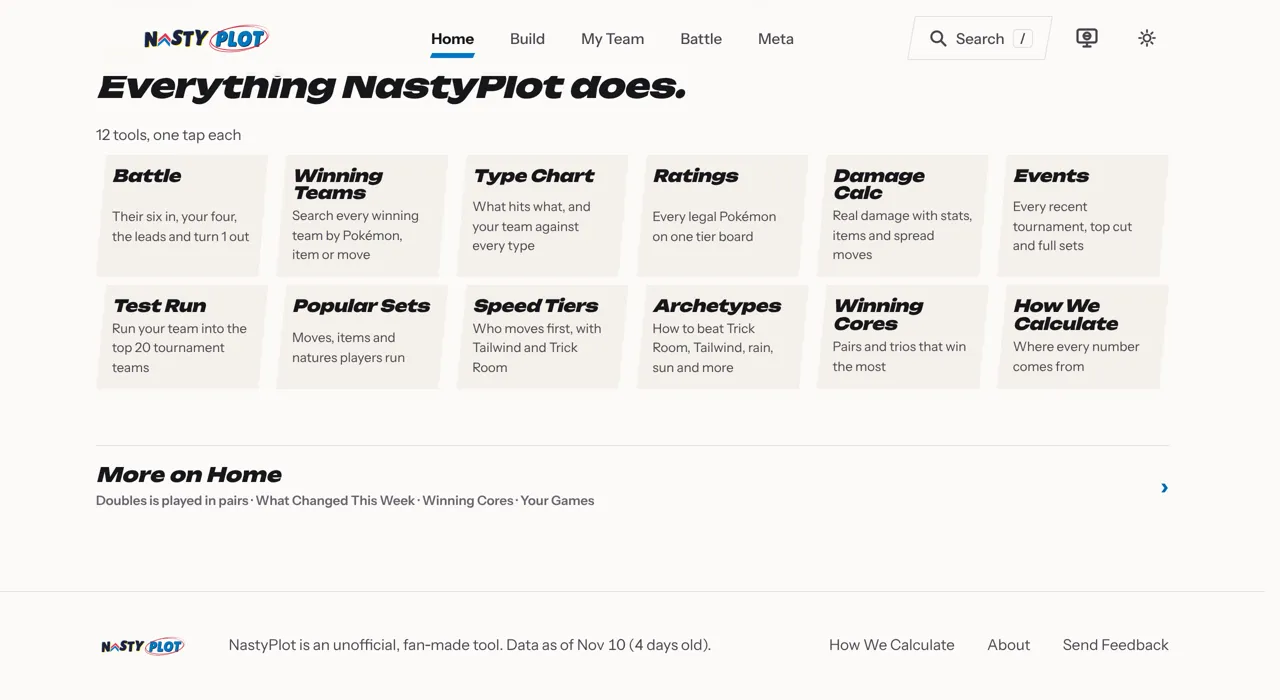 NASTY PLOT
Home
Build
My Team
Battle
Meta
Search /
Everything NastyPlot does.
12 tools, one tap each
Battle
Their six in, your four,
the leads and turn 1 out
Winning
Teams
Search every winning
team by Pokémon,
item or move
Type Chart
What hits what, and
your team against
every type
Ratings
Every legal Pokémon
on one tier board
Damage
Calc
Real damage with stats,
items and spread
moves
Events
Every recent
tournament, top cut
and full sets
Test Run
Run your team into the
top 20 tournament
teams
Popular Sets
Moves, items and
natures players run
Speed Tiers
Who moves first, with
Tailwind and Trick
Room
Archetypes
How to beat Trick
Room, Tailwind, rain,
sun and more
Winning
Cores
Pairs and trios that win
the most
How We
Calculate
Where every number
comes from
More on Home
Doubles is played in pairs · What Changed This Week · Winning Cores · Your Games
NASTY PLOT
NastyPlot is an unofficial, fan-made tool. Data as of Nov 10 (4 days old).
How We Calculate
About
Send Feedback